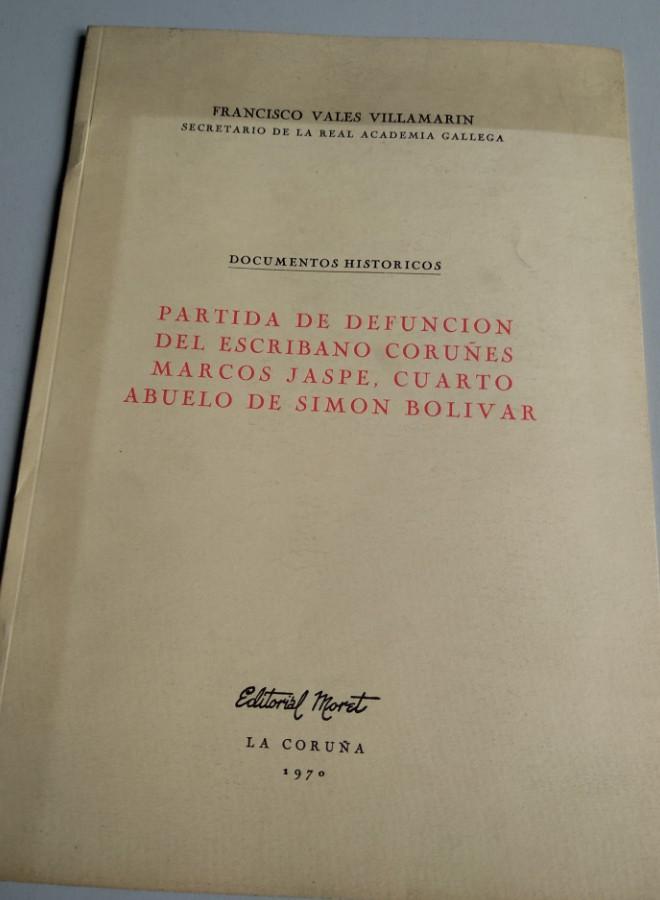 FRANCISCO VALES VILLAMARIN
SECRETARIO DE LA REAL ACADEMIA GALLEGA
DOCUMENTOS HISTORICOS
PARTIDA DE DEFUNCION
DEL ESCRIBANO CORUÑES
MARCOS JASPE, CUARTO
ABUELO DE SIMON BOLIVAR
Editorial Moret
LA CORUÑA
1970